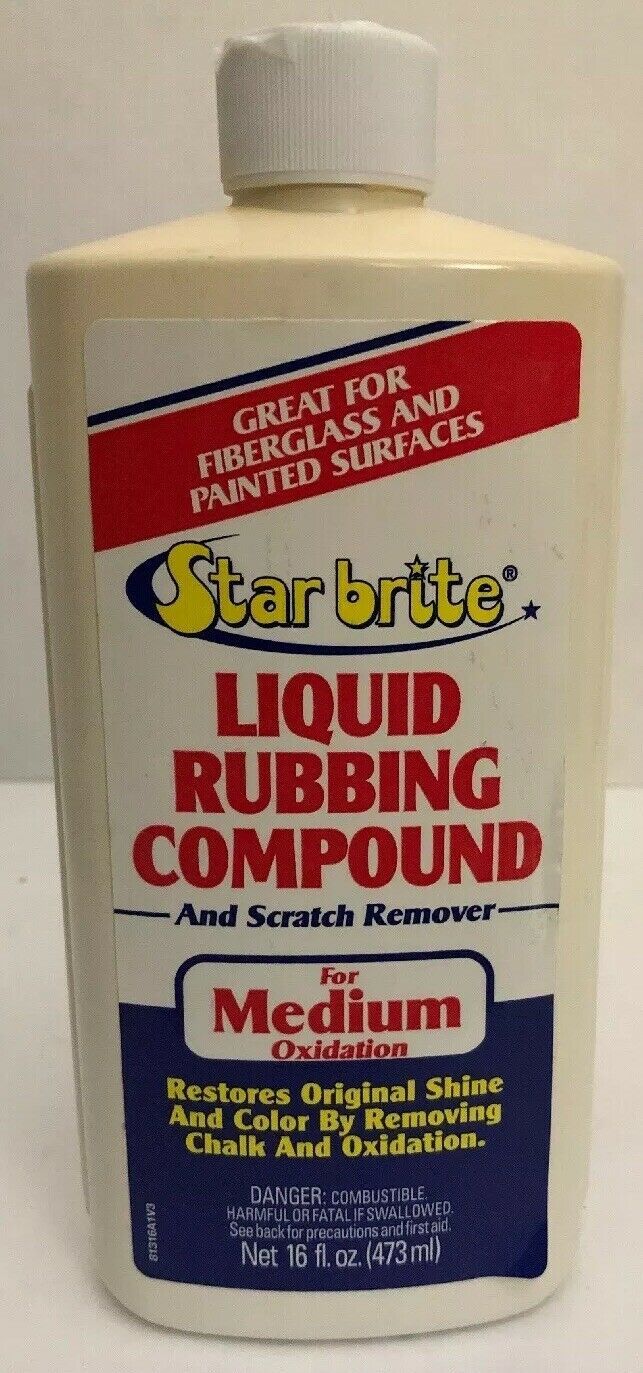 GREAT FOR
FIBERGLASS AND
PAINTED SURFACES
Star brite®
LIQUID
RUBBING
COMPOUND
And Scratch Remover
For
Medium
Oxidation
Restores Original Shine
And Color By Removing
Chalk And Oxidation.
DANGER: COMBUSTIBLE.
HARMFUL OR FATAL IF SWALLOWED.
See back for precautions and first aid.
Net 16 fl. oz. (473 ml)
81316A1V3